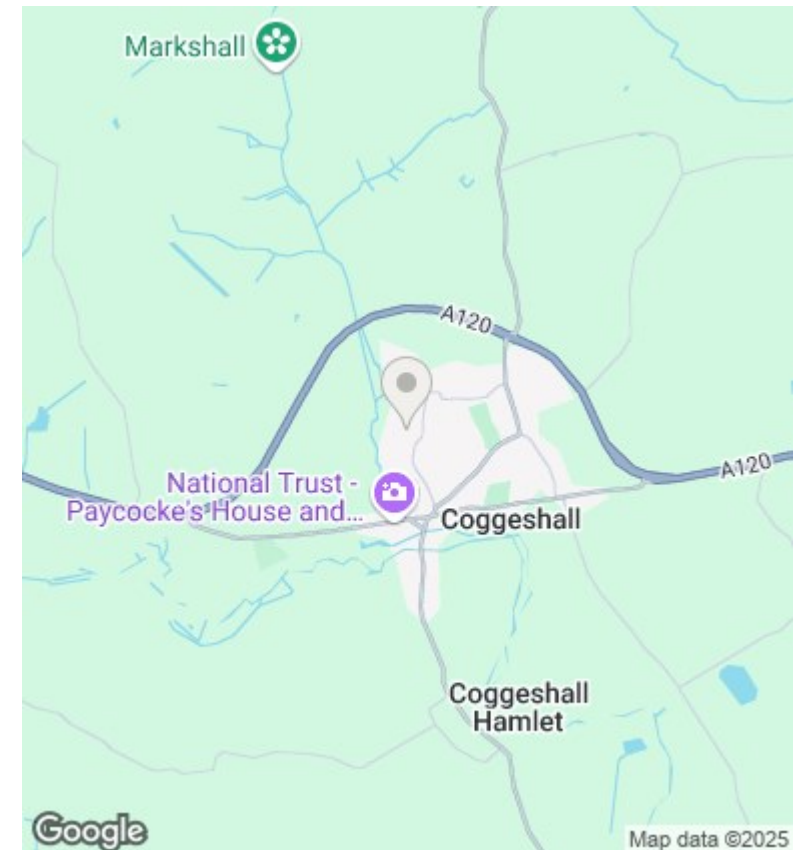 Markshall
A120
A120
National Trust -
Paycocke's House and...
Coggeshall
Coggeshall
Hamlet
Google
Map data ©2025